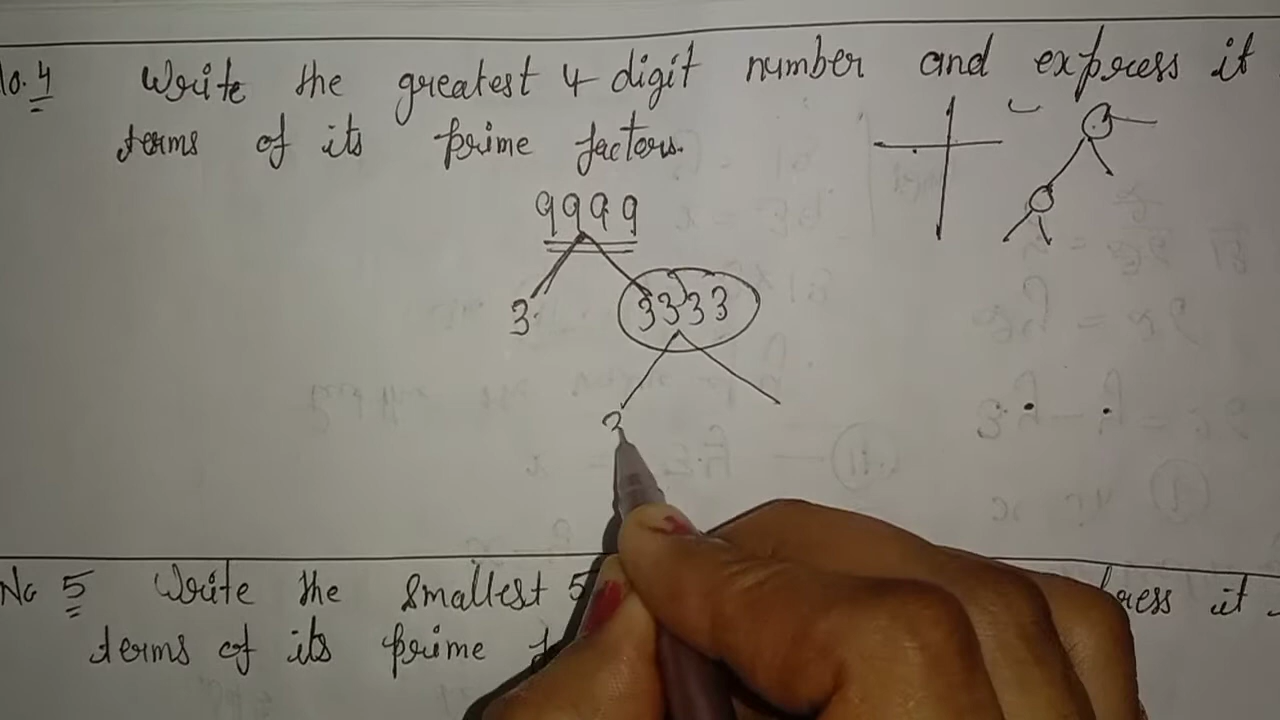 No.4 Write the greatest 4 digit number and express it
terms of its prime factors.
9999
3 3333
3
No 5 Write the smallest 5 it
terms of its prime